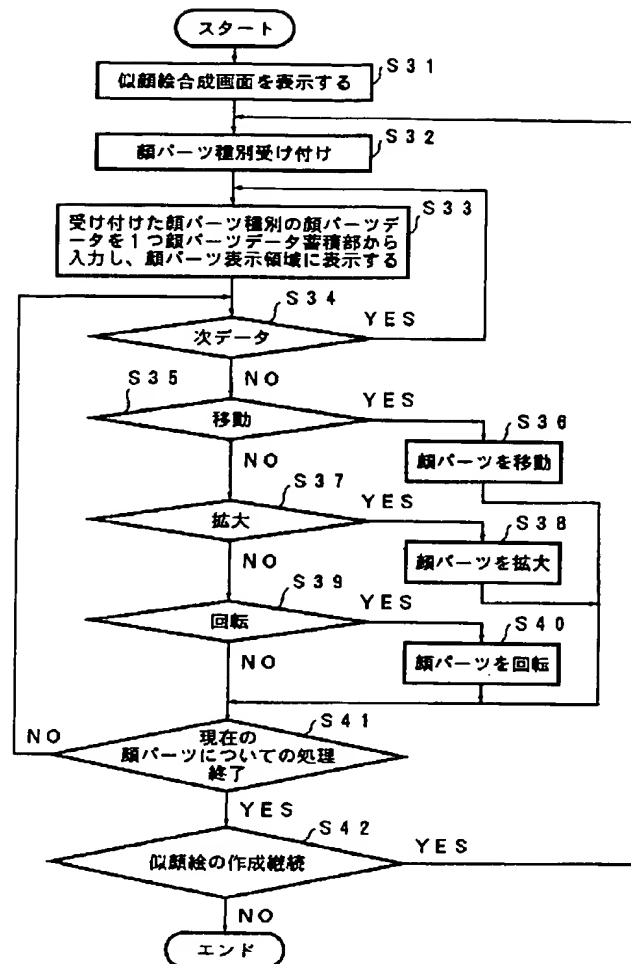 スタート
S31
似顔絵合成画面を表示する
S32
顔パーツ種別受け付け
S33
受け付けた顔パーツ種別の顔パーツデ
ータを1つ顔パーツデータ蓄積部から
入力し、顔パーツ表示領域に表示する
S34
次データ
YES
NO
S35
移動
YES
S36
顔パーツを移動
NO
S37
拡大
YES
S38
顔パーツを拡大
NO
S39
回転
YES
S40
顔パーツを回転
NO
S41
現在の
顔パーツについての処理
終了
NO
YES
S42
似顔絵の作成継続
YES
NO
エンド